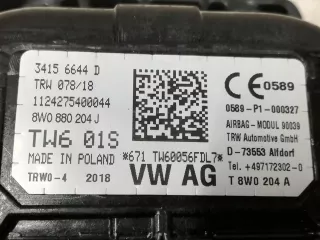 3415 6644 D
TRW 078/18
1124275400044
8W0 880 204 J
TW6 01S
MADE IN POLAND
*671 TW60056FDL7*
TRW0-4 2018
VW AG
CE 0589
0589-P1-000327
AIRBAG - MODUL 90039
TRW Automotive GmbH
D - 73553 Alfdorf
Tel. +497172302-0
T 8W0 204 A